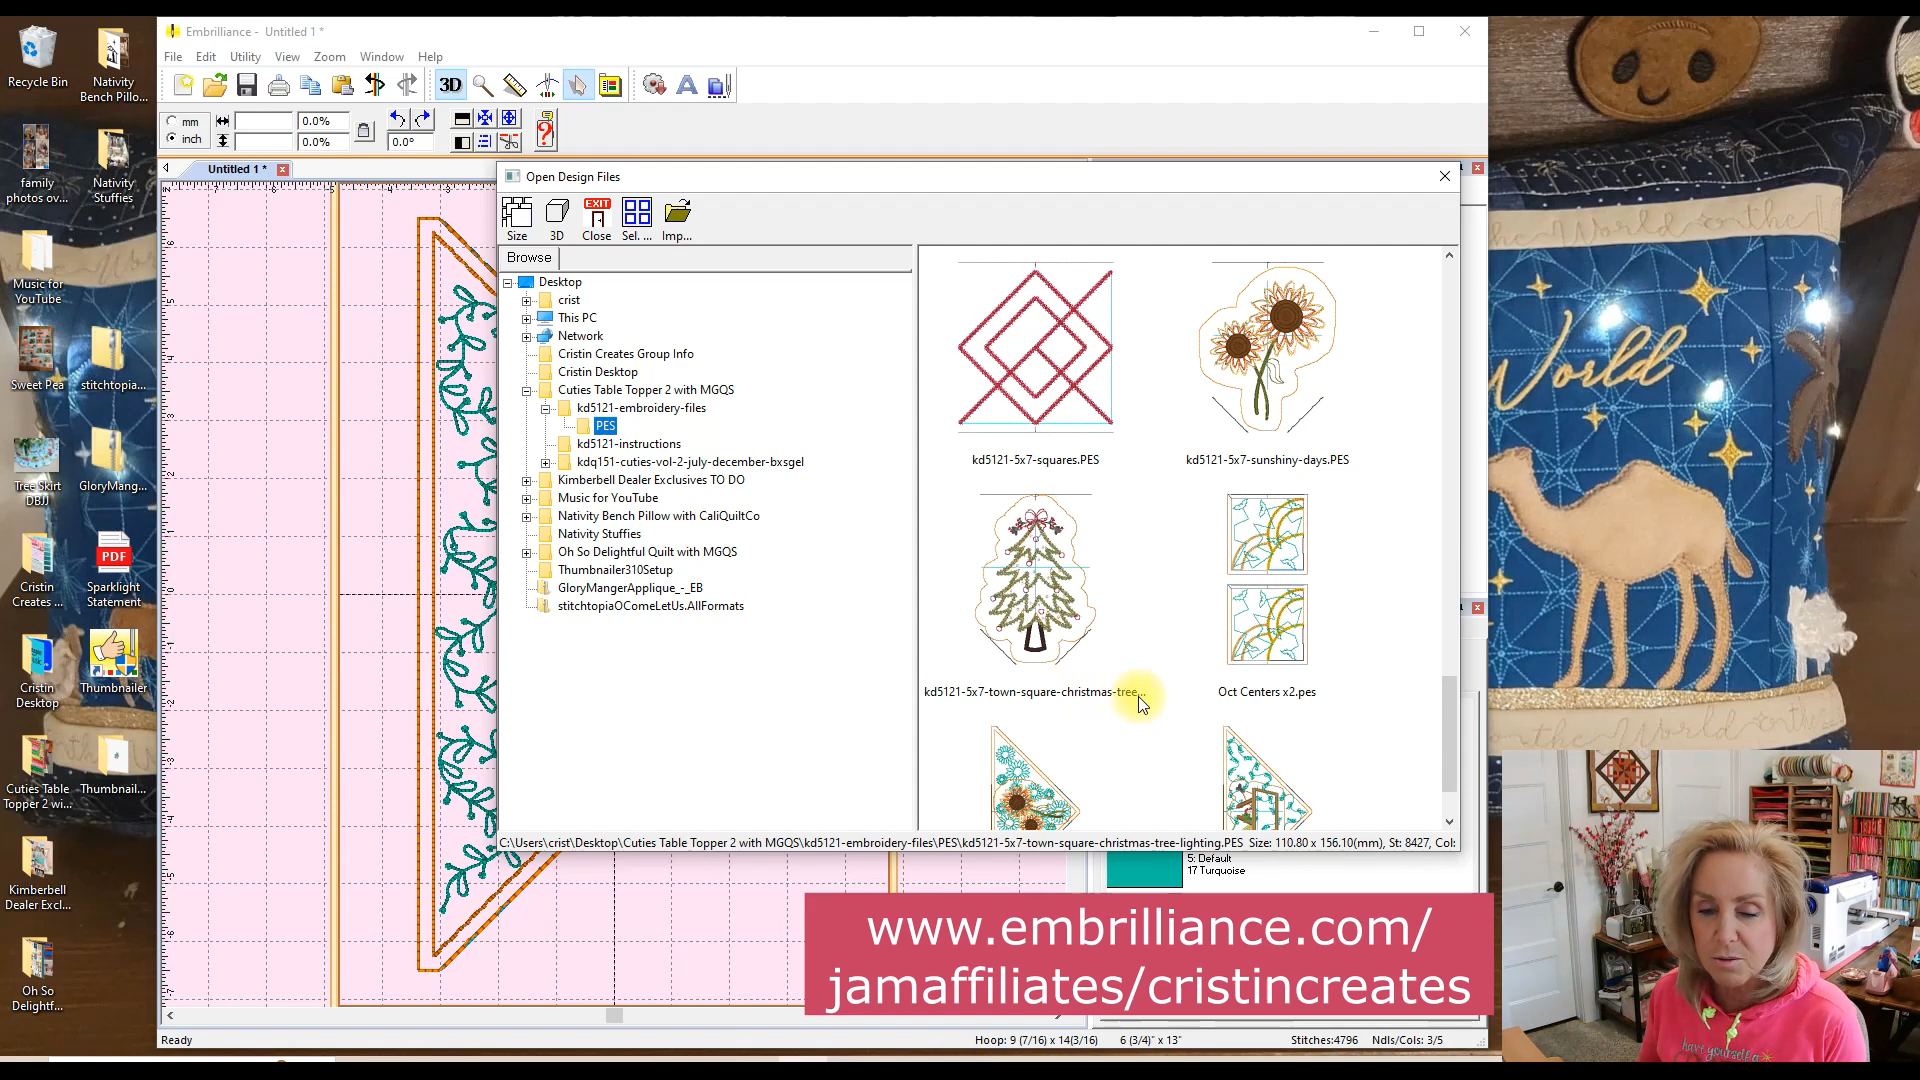 Embrilliance - Untitled 1 *
File Edit Utility View Zoom Window Help
3D
mm
inch
0.0%
0.0%
0.0°
Untitled 1 *
Open Design Files
Size 3D EXIT Close Sel. ... Imp...
Browse
Desktop
crist
This PC
Network
Cristin Creates Group Info
Cristin Desktop
Cuties Table Topper 2 with MGQS
kd5121-embroidery-files
PES
kd5121-instructions
kdq151-cuties-vol-2-july-december-bxsgel
Kimberbell Dealer Exclusives TO DO
Music for YouTube
Nativity Bench Pillow with CaliQuiltCo
Nativity Stuffies
Oh So Delightful Quilt with MGQS
Thumbnailer310Setup
GloryMangerApplique_-_EB
stitchtopiaOComeLetUs.AllFormats
kd5121-5x7-squares.PES
kd5121-5x7-sunshiny-days.PES
kd5121-5x7-town-square-christmas-tree...
Oct Centers x2.pes
C:\Users\crist\Desktop\Cuties Table Topper 2 with MGQS\kd5121-embroidery-files\PES\kd5121-5x7-town-square-christmas-tree-lighting.PES Size: 110.80 x 156.10(mm), St: 8427, Col:
5: Default
17 Turquoise
Ready
Hoop: 9 (7/16) x 14(3/16)
6 (3/4)" x 13"
Stitches:4796
Ndls/Cols: 3/5
www.embrilliance.com/
jamaffiliates/cristincreates
Recycle Bin
Nativity
Bench Pillo...
family
photos ov...
Nativity
Stuffies
Music for
YouTube
Sweet Pea
stitchtopia...
Tree Skirt
DBJJ
GloryMang...
PDF
Cristin
Creates ...
Sparklight
Statement
Cristin
Desktop
Thumbnailer
Cuties Table
Topper 2 wi...
Thumbnail...
Kimberbell
Dealer Excl...
Oh So
Delightf...
World
have yourself a